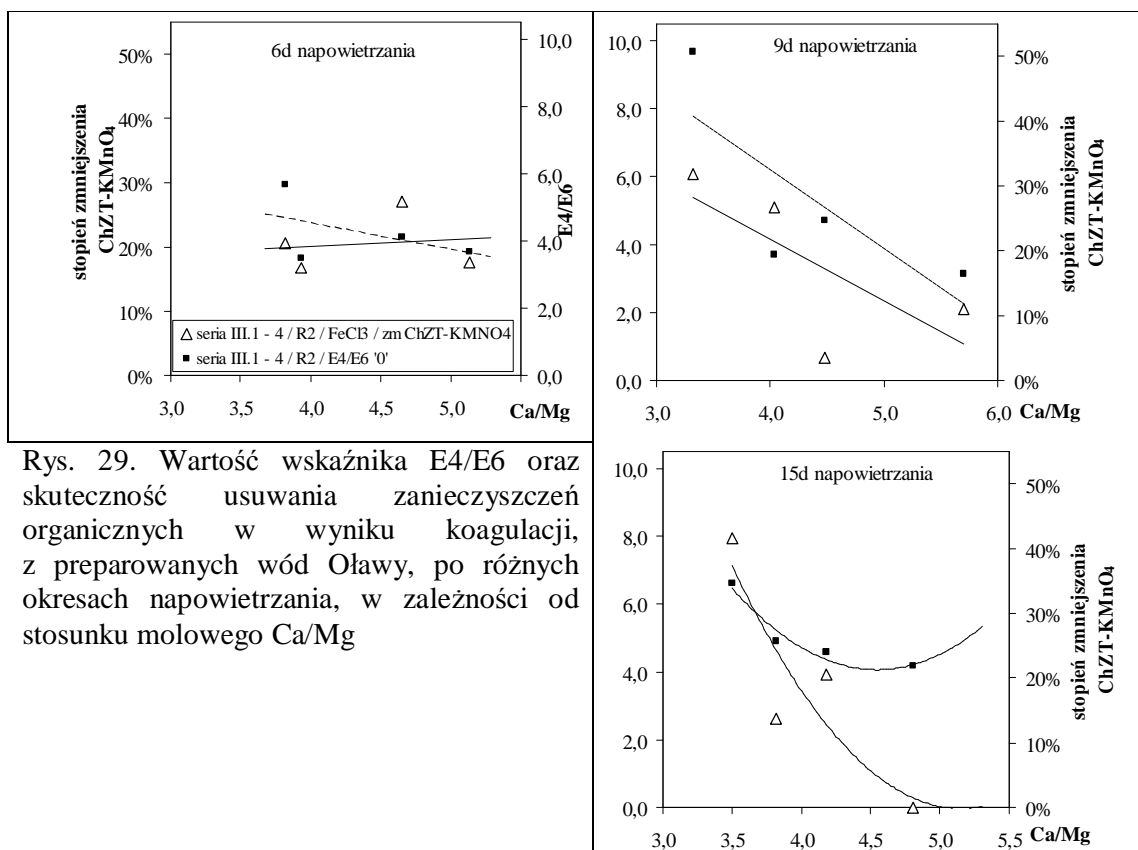 6d napowietrzania
50%
40%
30%
20%
10%
0%
10,0
8,0
6,0
4,0
2,0
0,0
stopień zmniejszenia
ChZT-KMnO4
E4/E6
seria III.1 - 4 / R2 / FeCl3 / zm ChZT-KMNO4
seria III.1 - 4 / R2 / E4/E6 '0'
3,0 3,5 4,0 4,5 5,0 Ca/Mg
9d napowietrzania
10,0
8,0
6,0
4,0
2,0
0,0
50%
40%
30%
20%
10%
0%
stopień zmniejszenia
ChZT-KMnO4
3,0 4,0 5,0 6,0 Ca/Mg
Rys. 29. Wartość wskaźnika E4/E6 oraz
skuteczność usuwania zanieczyszczeń
organicznych w wyniku koagulacji,
z preparowanych wód Oławy, po różnych
okresach napowietrzania, w zależności od
stosunku molowego Ca/Mg
15d napowietrzania
10,0
8,0
6,0
4,0
2,0
0,0
50%
40%
30%
20%
10%
0%
stopień zmniejszenia
ChZT-KMnO4
3,0 3,5 4,0 4,5 5,0 5,5
Ca/Mg